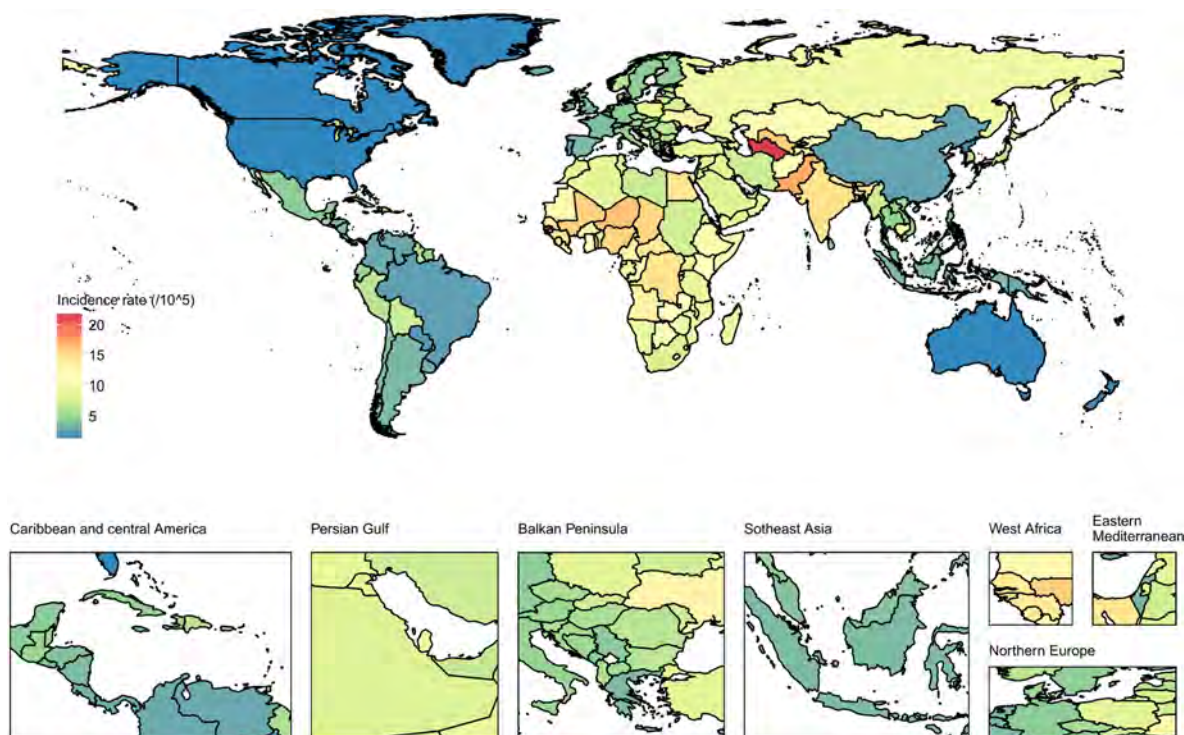 Incidence rate (/10^5)
20
15
10
5
Caribbean and central America
Persian Gulf
Balkan Peninsula
Sotheast Asia
West Africa
Eastern
Mediterranean
Northern Europe